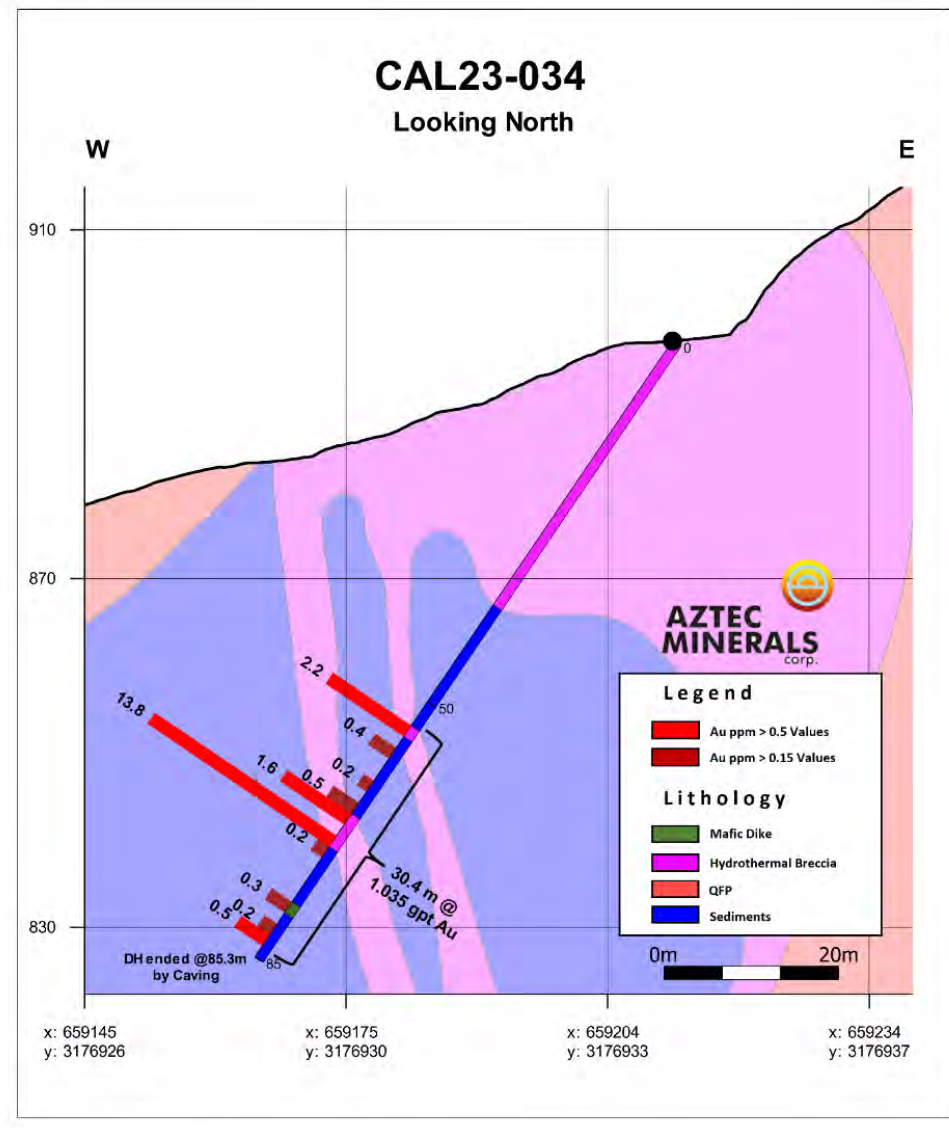 CAL23-034
Looking North
W
E
910
0
870
AZTEC
MINERALS
corp.
Legend
Au ppm > 0.5 Values
Au ppm > 0.15 Values
Lithology
Mafic Dike
Hydrothermal Breccia
QFP
Sediments
0m
20m
2.2
50
13.8
0.4
1.6
0.5
0.2
0.2
30.4 m @
1.035 gpt Au
0.3
0.2
0.5
830
DH ended @85.3m
by Caving
85
x: 659145
y: 3176926
x: 659175
y: 3176930
x: 659204
y: 3176933
x: 659234
y: 3176937